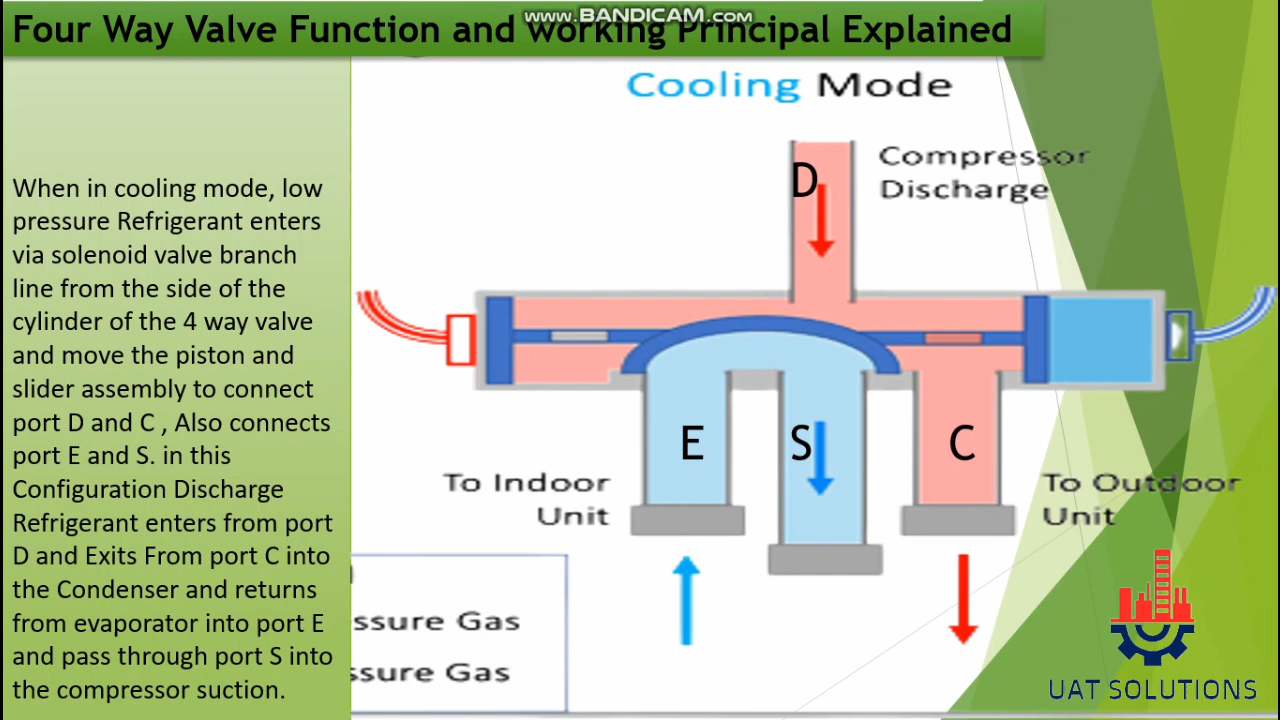 www.BANDICAM.com
Four Way Valve Function and Working Principal Explained
Cooling Mode
Compressor
Discharge
D
When in cooling mode, low
pressure Refrigerant enters
via solenoid valve branch
line from the side of the
cylinder of the 4 way valve
and move the piston and
slider assembly to connect
port D and C , Also connects
port E and S. in this
Configuration Discharge
Refrigerant enters from port
D and Exits From port C into
the Condenser and returns
from evaporator into port E
and pass through port S into
the compressor suction.
E
S
C
To Indoor
Unit
To Outdoor
Unit
ssure Gas
ssure Gas
UAT SOLUTIONS